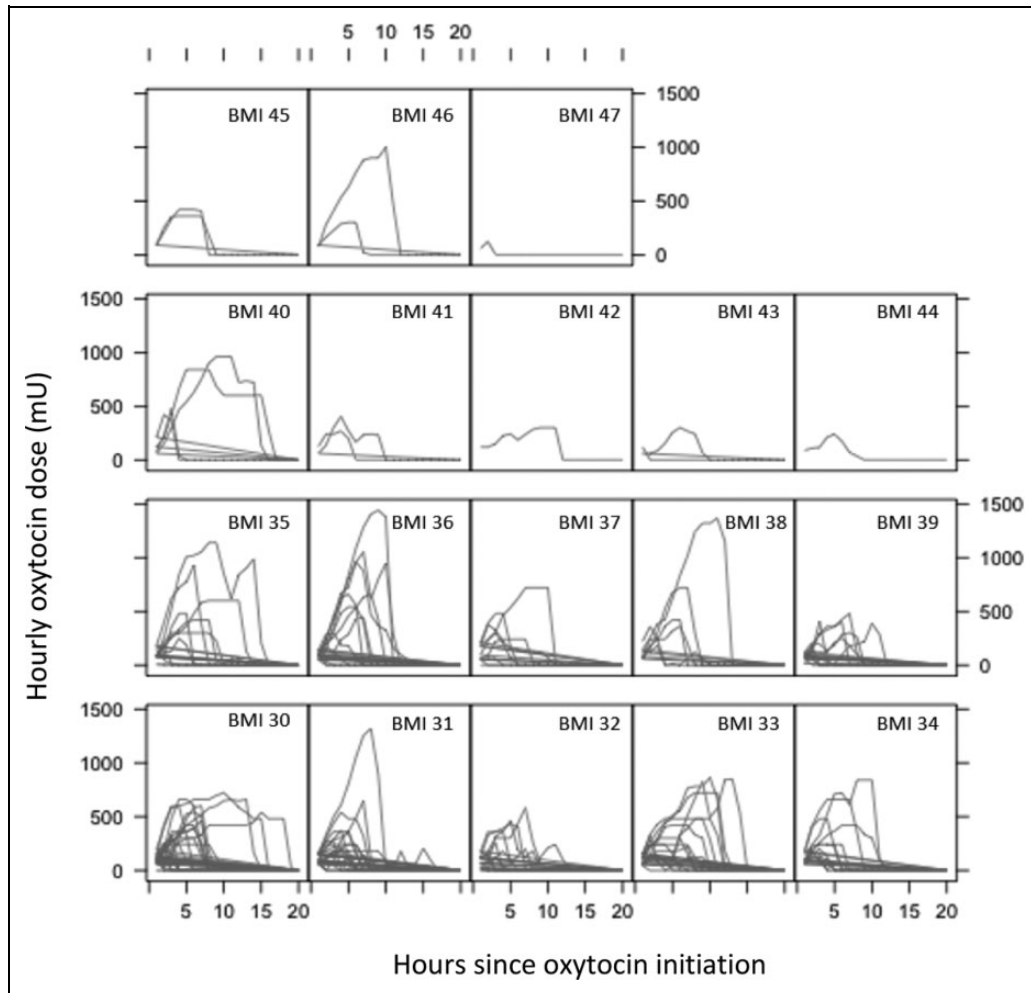 5 10 15 20
BMI 45 BMI 46 BMI 47 1500
1000
500
0
1500 BMI 40 BMI 41 BMI 42 BMI 43 BMI 44
1000
500
0
Hourly oxytocin dose (mU)
BMI 35 BMI 36 BMI 37 BMI 38 BMI 39 1500
1000
500
0
1500 BMI 30 BMI 31 BMI 32 BMI 33 BMI 34
1000
500
0
5 10 15 20 5 10 15 20 5 10 15 20
Hours since oxytocin initiation